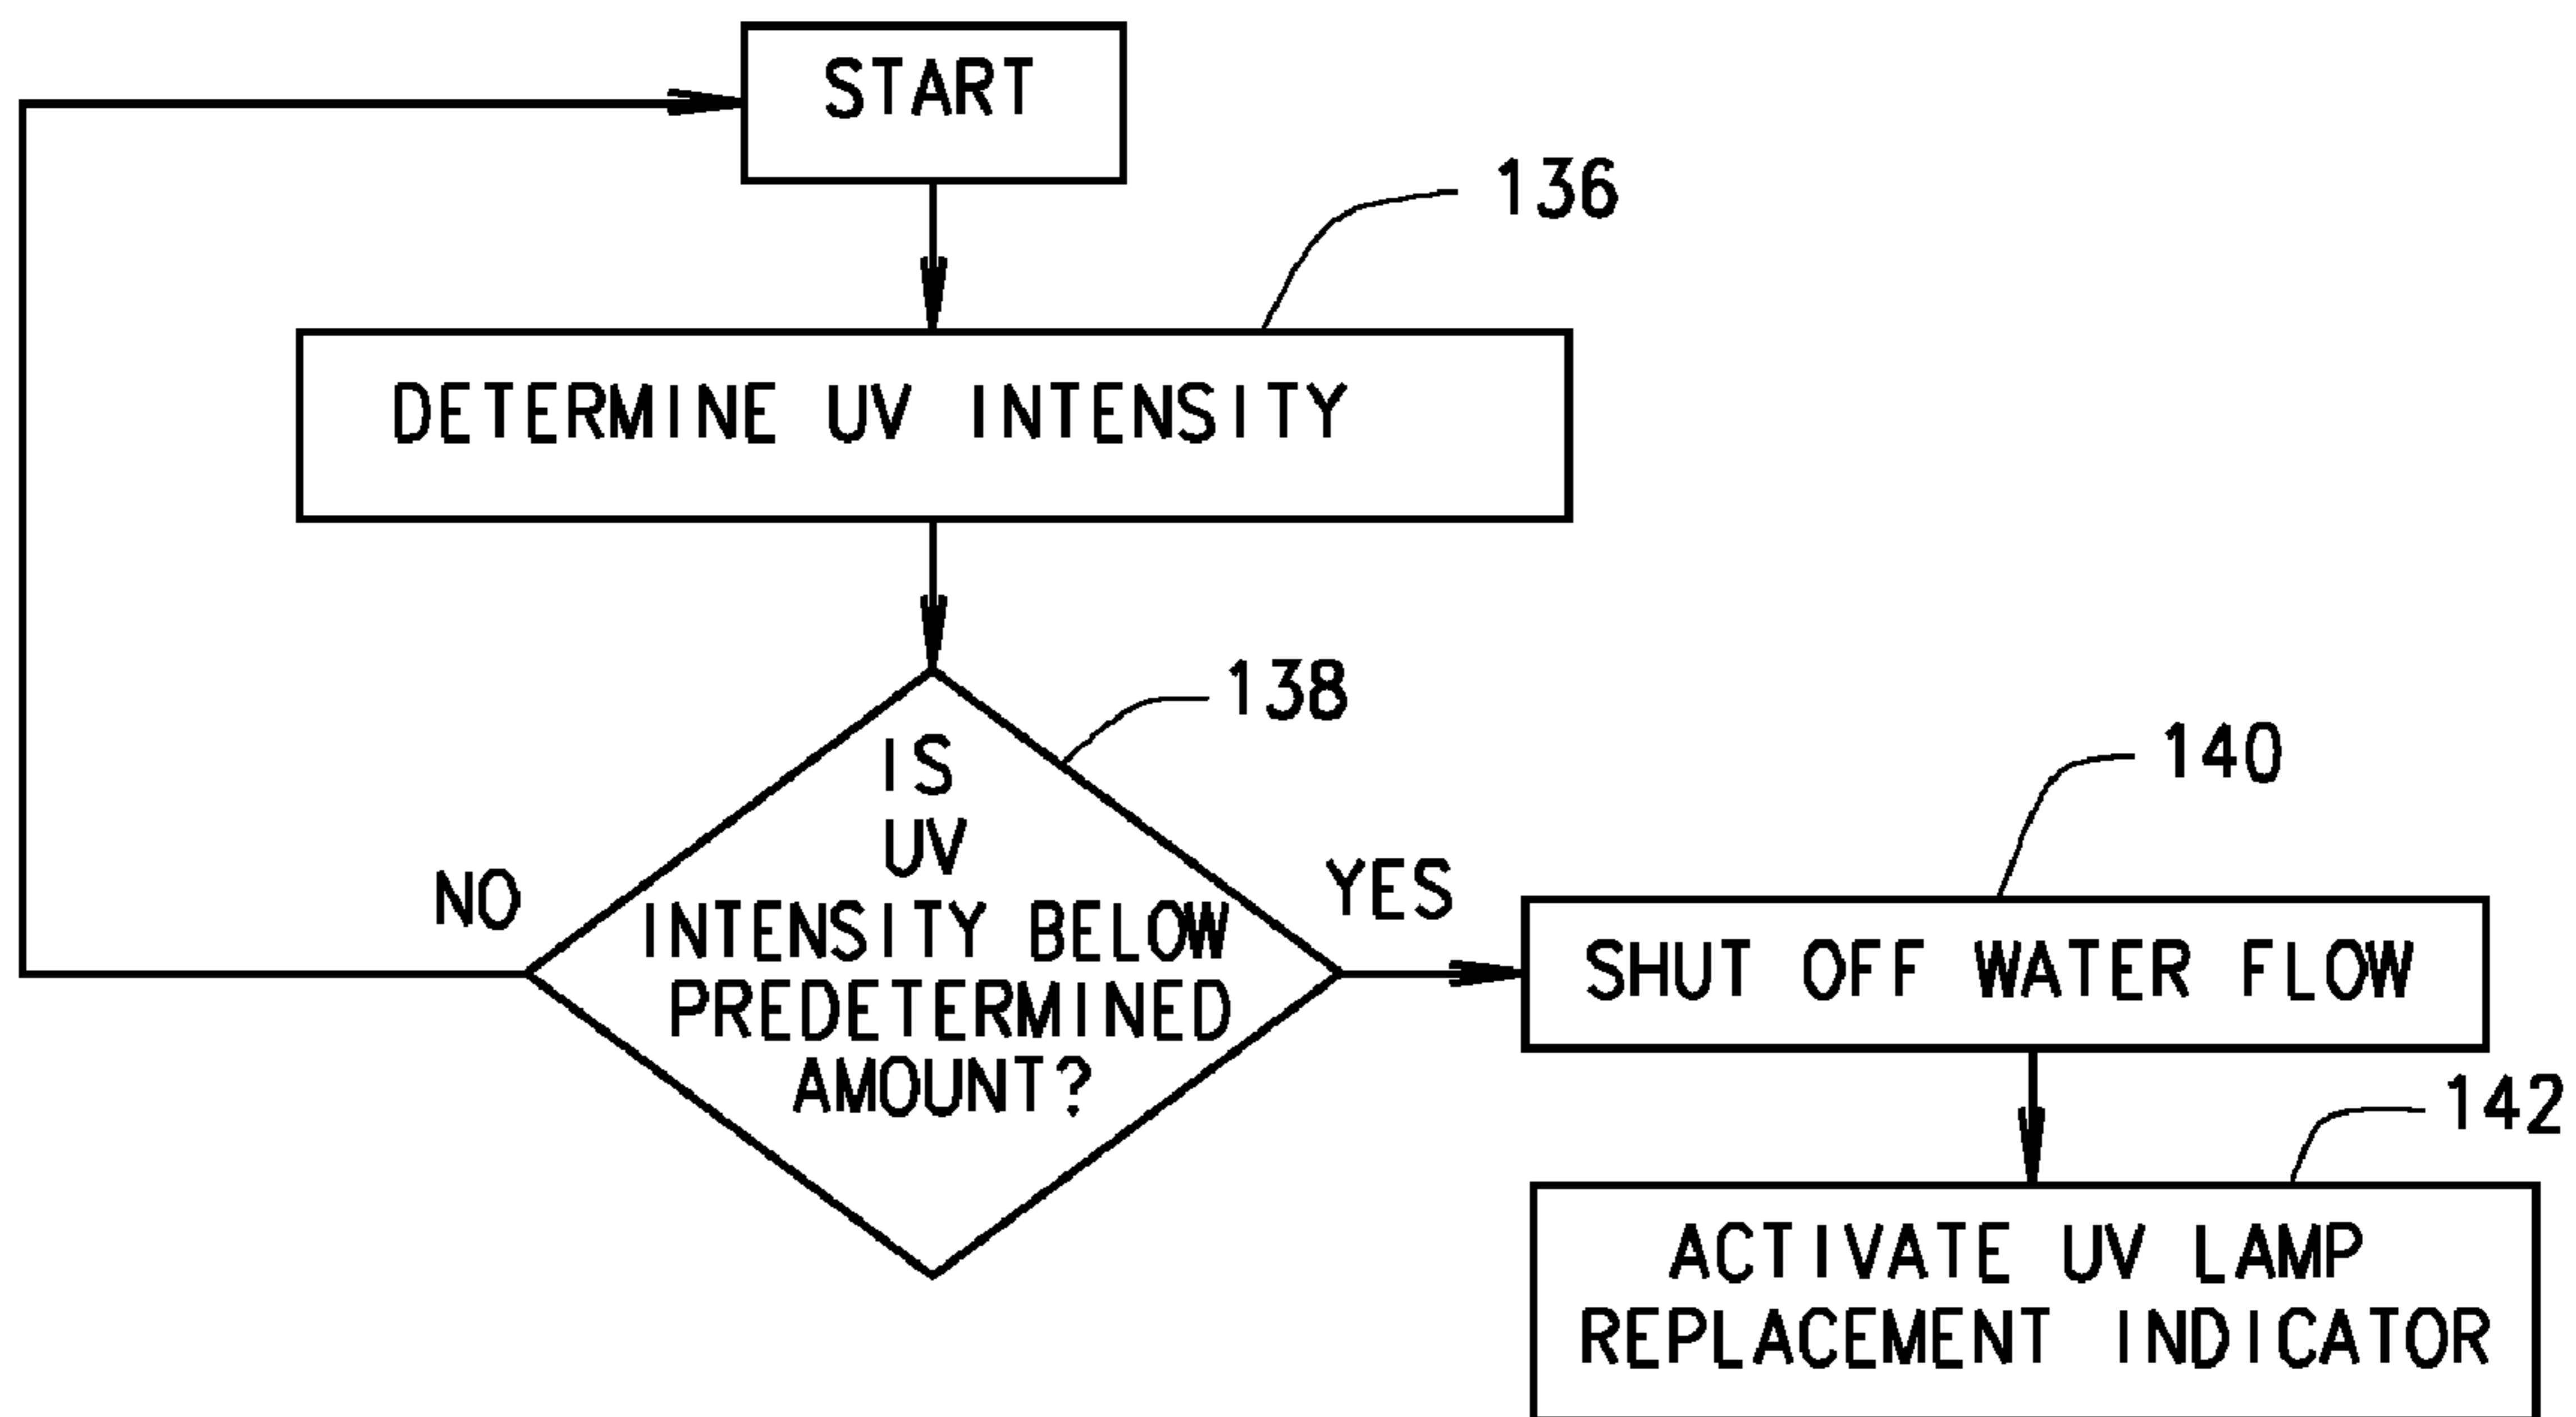 START
136
DETERMINE UV INTENSITY
138
IS
UV
INTENSITY BELOW
PREDETERMINED
AMOUNT?
NO
YES
140
SHUT OFF WATER FLOW
142
ACTIVATE UV LAMP
REPLACEMENT INDICATOR